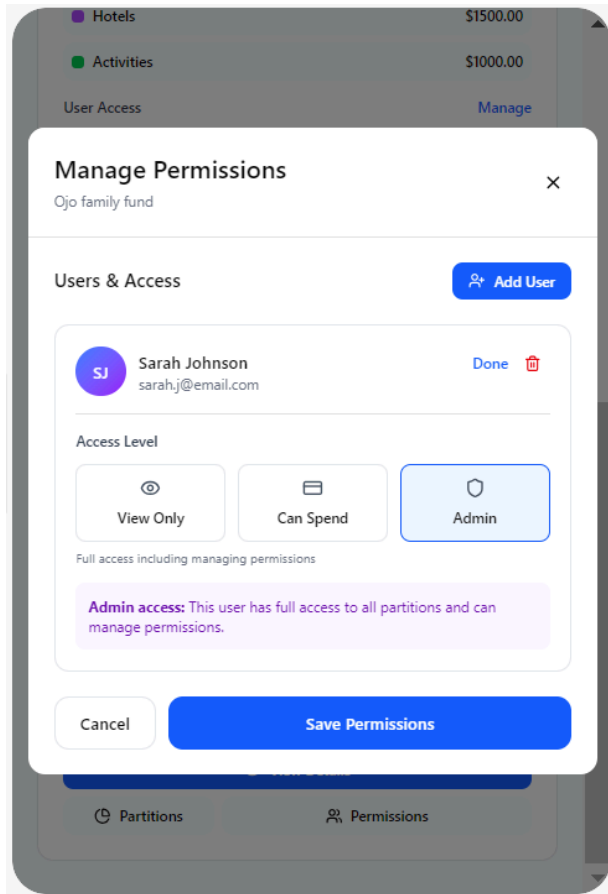 Hotels $1500.00
Activities $1000.00
User Access Manage
Manage Permissions
Ojo family fund
Users & Access Add User
SJ Sarah Johnson Done
sarah.j@email.com
Access Level
View Only Can Spend Admin
Full access including managing permissions
Admin access: This user has full access to all partitions and can
manage permissions.
Cancel Save Permissions
Partitions Permissions